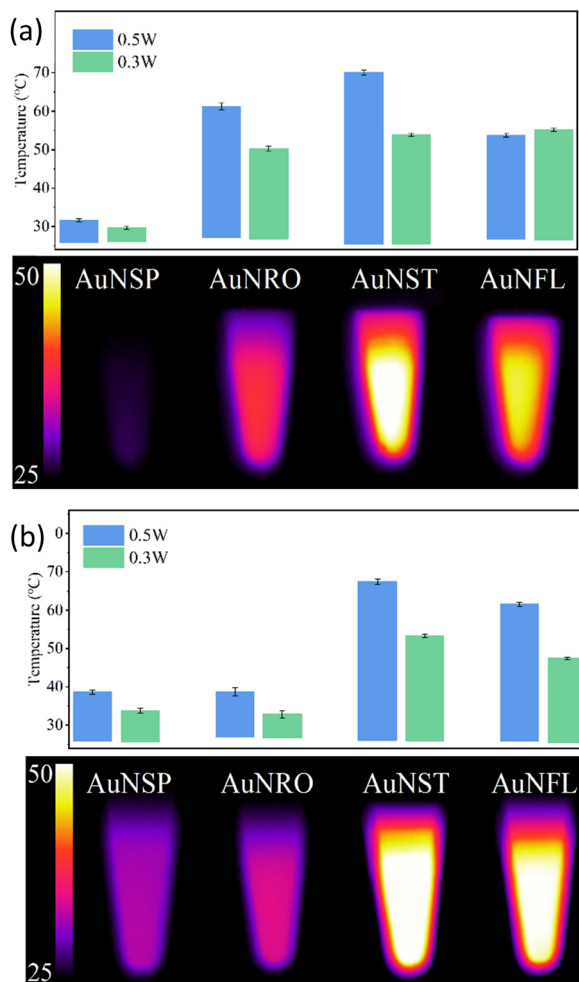 (a)
0.5W
0.3W
Temperature (°C)
70
60
50
40
30
50
AuNSP AuNRO AuNST AuNFL
25
(b)
0.5W
0.3W
Temperature (°C)
0
70
60
50
40
30
50
AuNSP AuNRO AuNST AuNFL
25